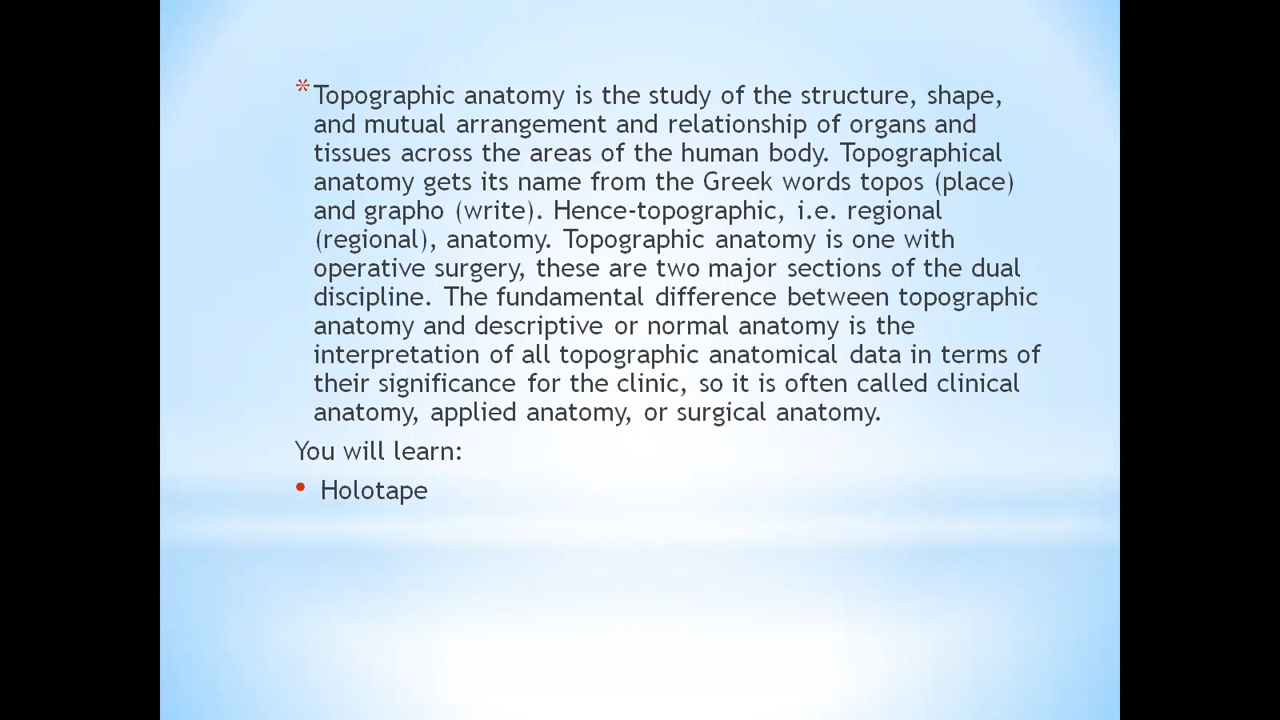 * Topographic anatomy is the study of the structure, shape,
and mutual arrangement and relationship of organs and
tissues across the areas of the human body. Topographical
anatomy gets its name from the Greek words topos (place)
and grapho (write). Hence-topographic, i.e. regional
(regional), anatomy. Topographic anatomy is one with
operative surgery, these are two major sections of the dual
discipline. The fundamental difference between topographic
anatomy and descriptive or normal anatomy is the
interpretation of all topographic anatomical data in terms of
their significance for the clinic, so it is often called clinical
anatomy, applied anatomy, or surgical anatomy.
You will learn:
• Holotape